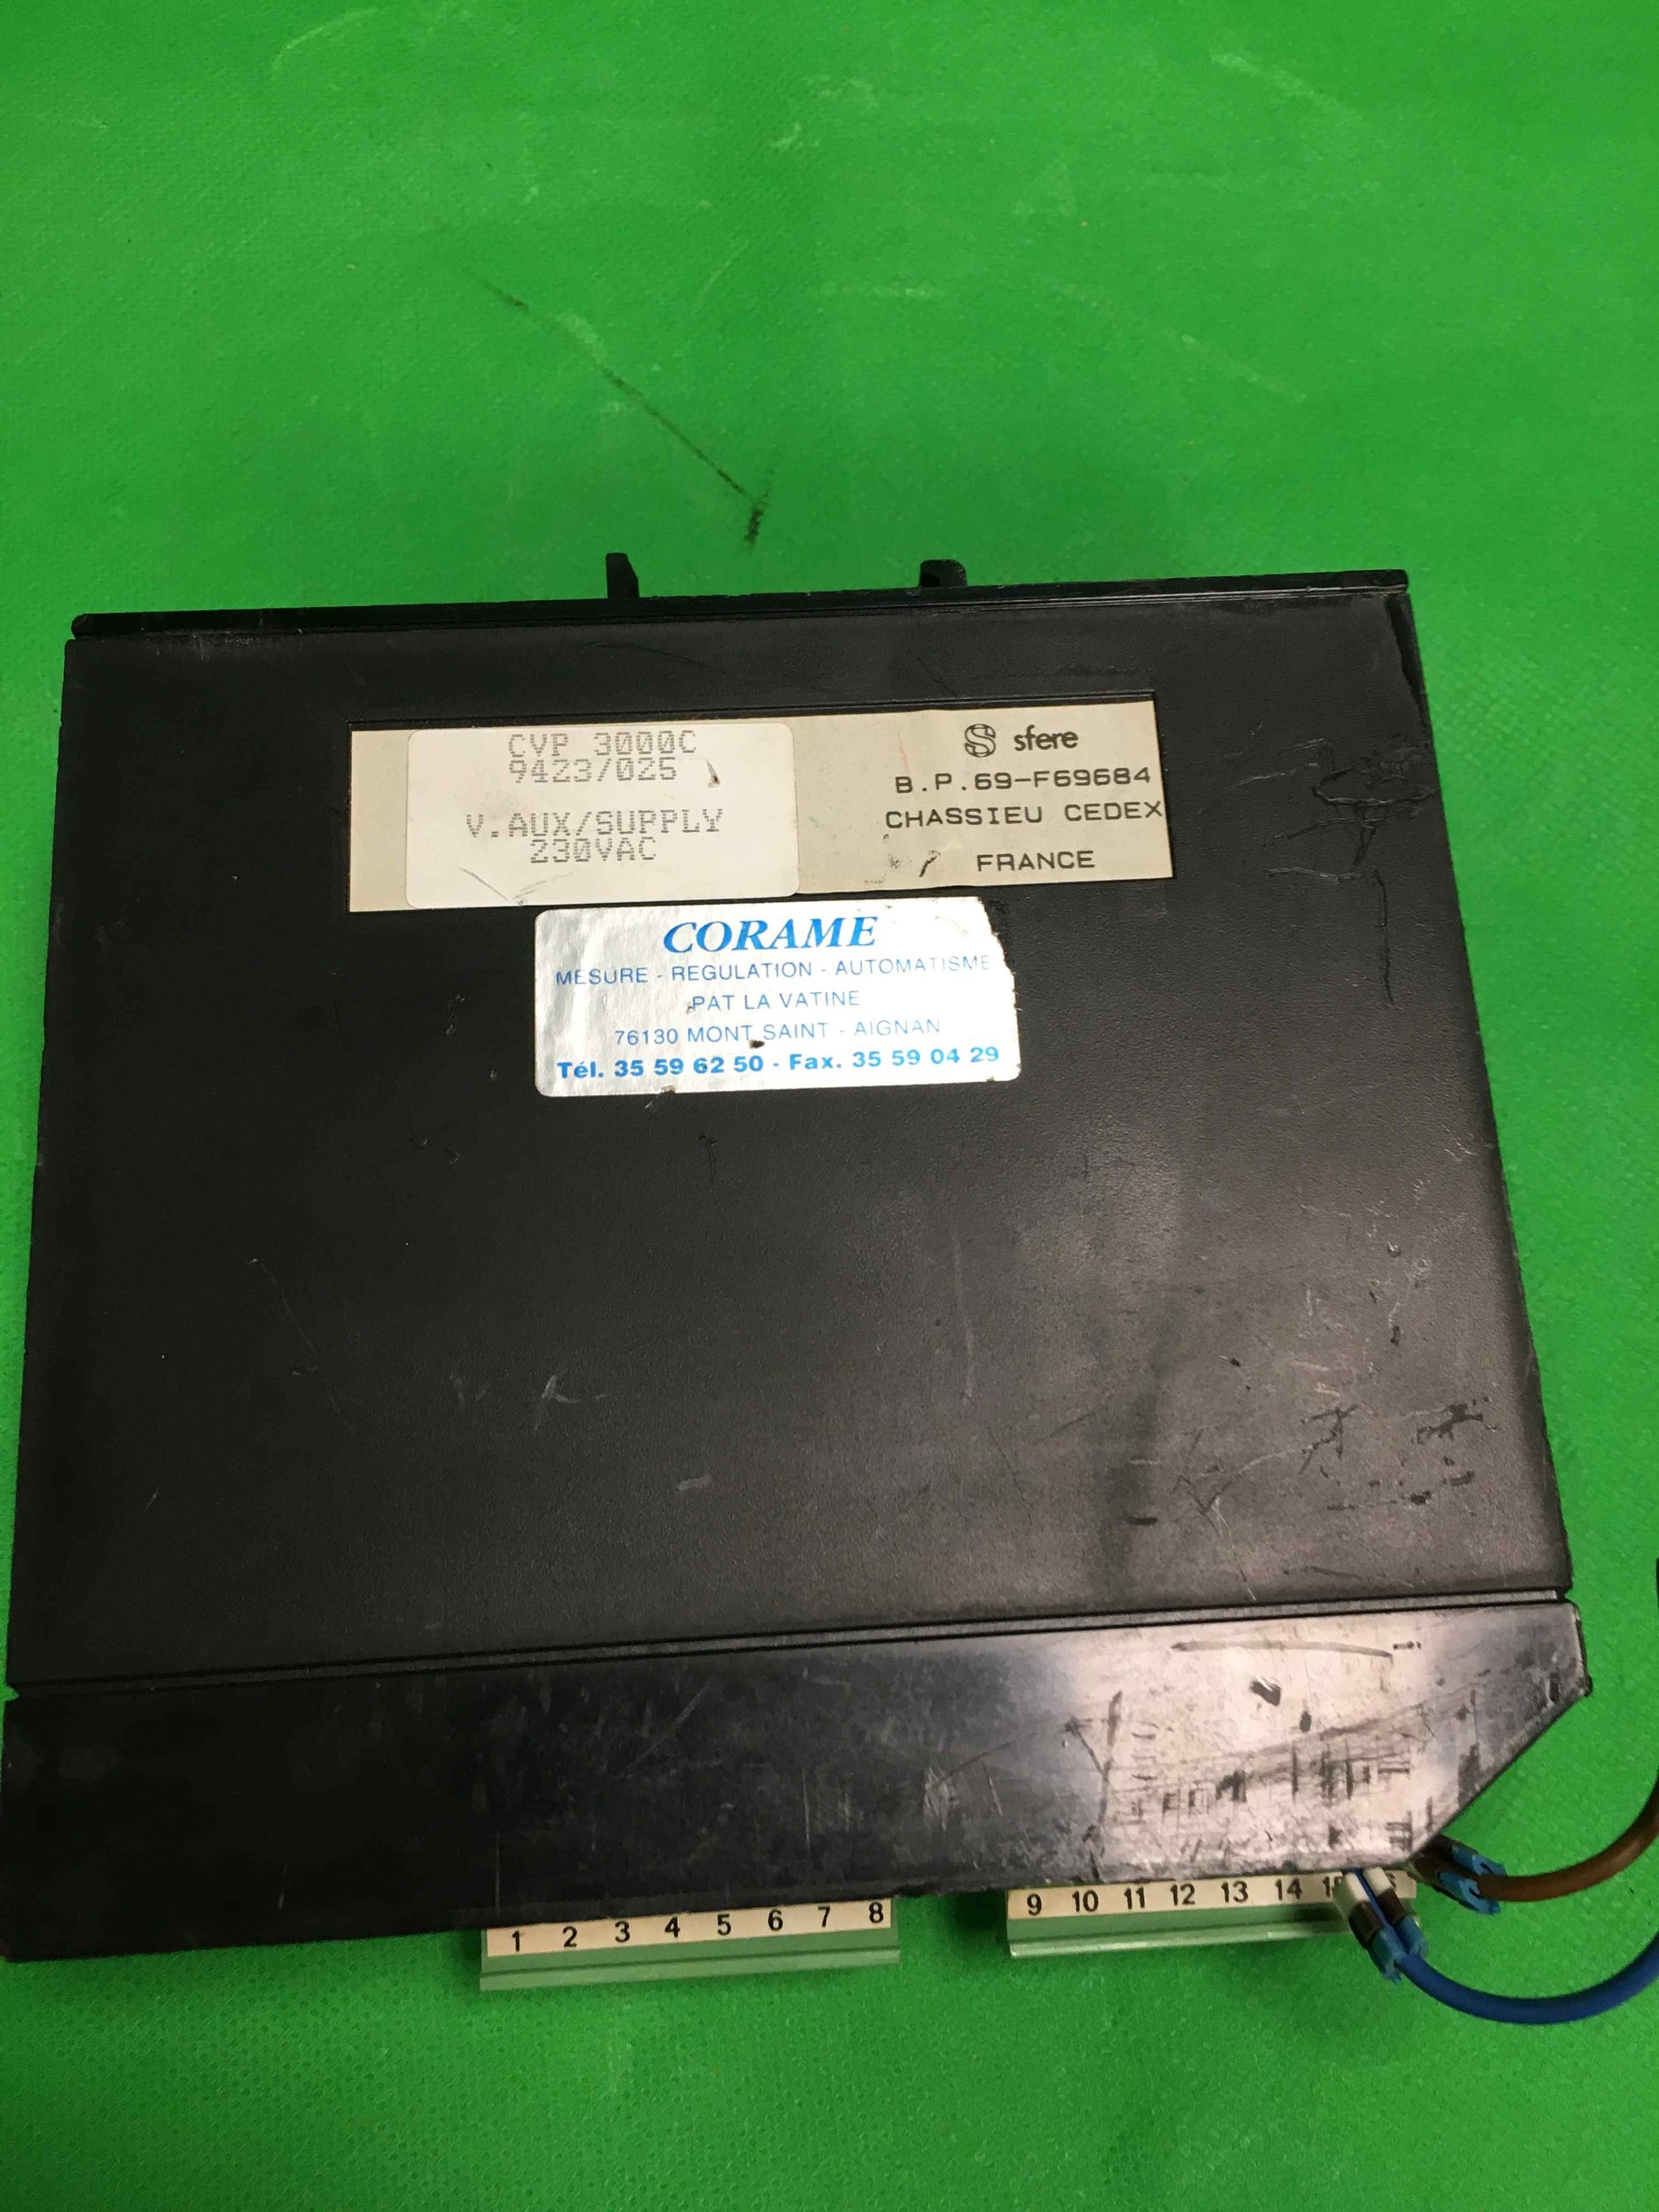 CVP 3000C
9423/025
V.AUX/SUPPLY
230VAC
sfere
B.P.69-F69684
CHASSIEU CEDEX
FRANCE
CORAME
MESURE - REGULATION - AUTOMATISME
PAT LA VATINE
76130 MONT SAINT - AIGNAN
Tél. 35 59 62 50 - Fax. 35 59 04 29
1 2 3 4 5 6 7 8
9 10 11 12 13 14